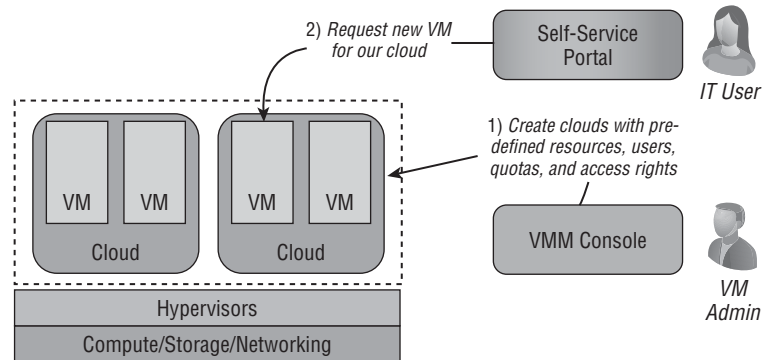 2) Request new VM
for our cloud
Self-Service
Portal
IT User
1) Create clouds with pre-
defined resources, users,
quotas, and access rights
VM
VM
VM
VM
Cloud
Cloud
VMM Console
VM
Admin
Hypervisors
Compute/Storage/Networking